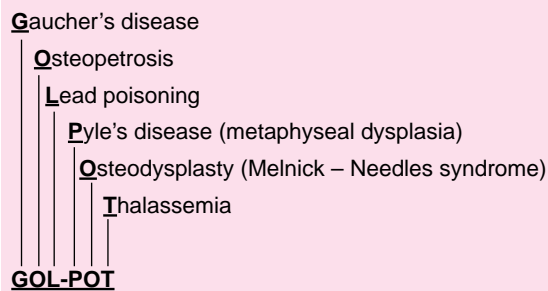 Gaucher’s disease
Osteopetrosis
Lead poisoning
Pyle’s disease (metaphyseal dysplasia)
Osteodysplasty (Melnick – Needles syndrome)
Thalassemia
GOL-POT